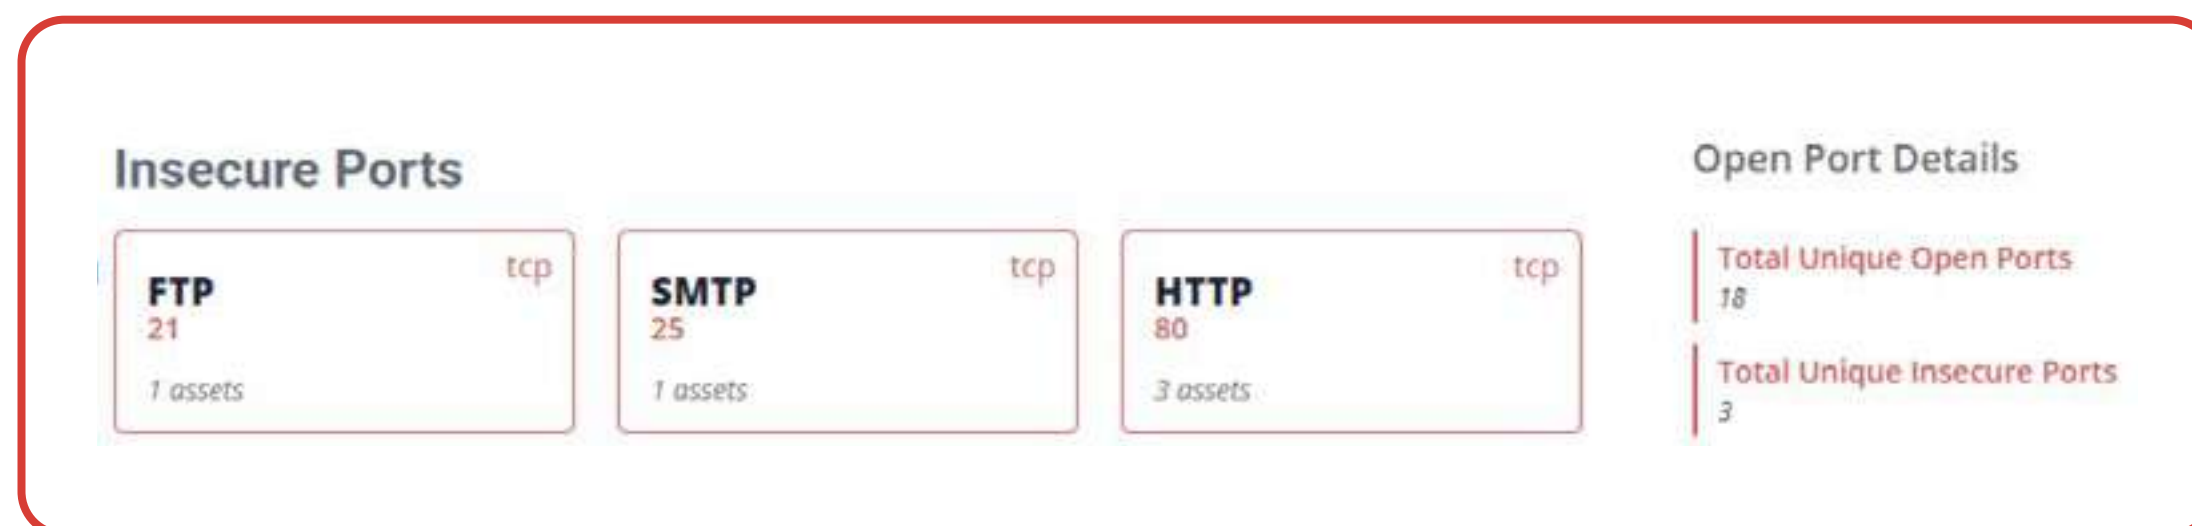 Insecure Ports
FTP
tcp
21
1 assets
SMTP
tcp
25
1 assets
HTTP
tcp
80
3 assets
Open Port Details
Total Unique Open Ports
18
Total Unique Insecure Ports
3